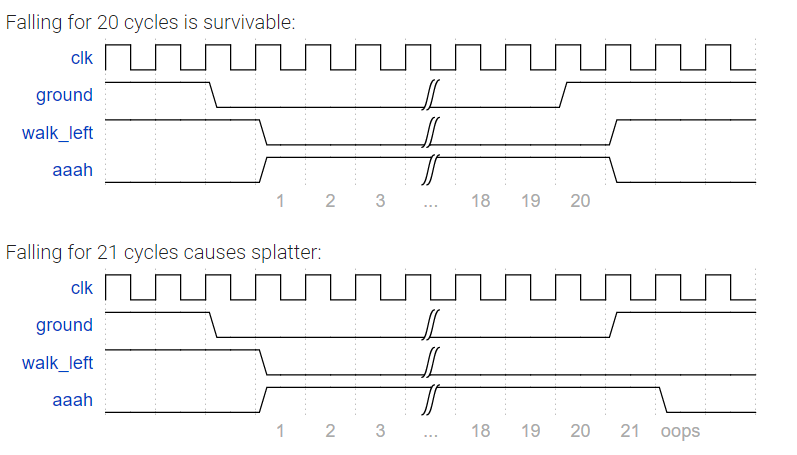 Falling for 20 cycles is survivable:
clk
ground
walk_left
aaah
1 2 3 ... 18 19 20
Falling for 21 cycles causes splatter:
clk
ground
walk_left
aaah
1 2 3 ... 18 19 20 21 oops